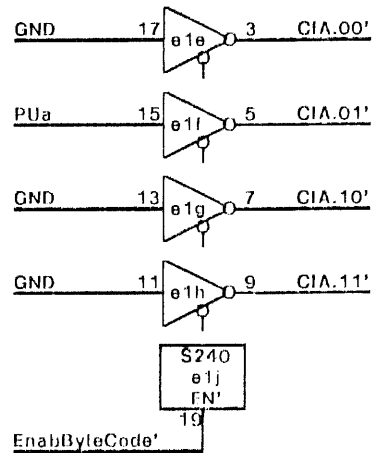 GND 17 e1e 3 CIA.00'
PUa 15 e1f 5 CIA.01'
GND 13 e1g 7 CIA.10'
GND 11 e1h 9 CIA.11'
S240
e1j
EN'
19
EnabByteCode'